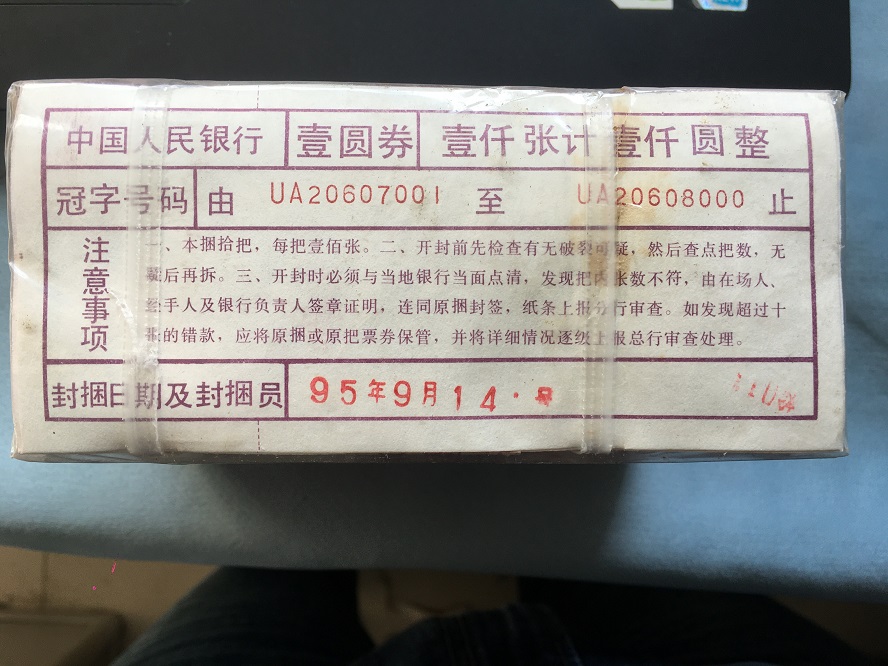 中国人民银行 壹圆券 壹仟张计壹仟圆整
冠字号码 由 UA20607001 至 UA20608000 止
注意事项
一、本捆拾把，每把壹佰张。二、开封前先检查有无破裂可疑，然后查点把数，无
疑后再拆。三、开封时必须与当地银行当面点清，发现把内张数不符，由在场人、
经手人及银行负责人签章证明，连同原捆封签，纸条上报分行审查。如发现超过十
张的错款，应将原捆或原把票券保管，并将详细情况逐级上报总行审查处理。
封捆日期及封捆员 95年9月14·号